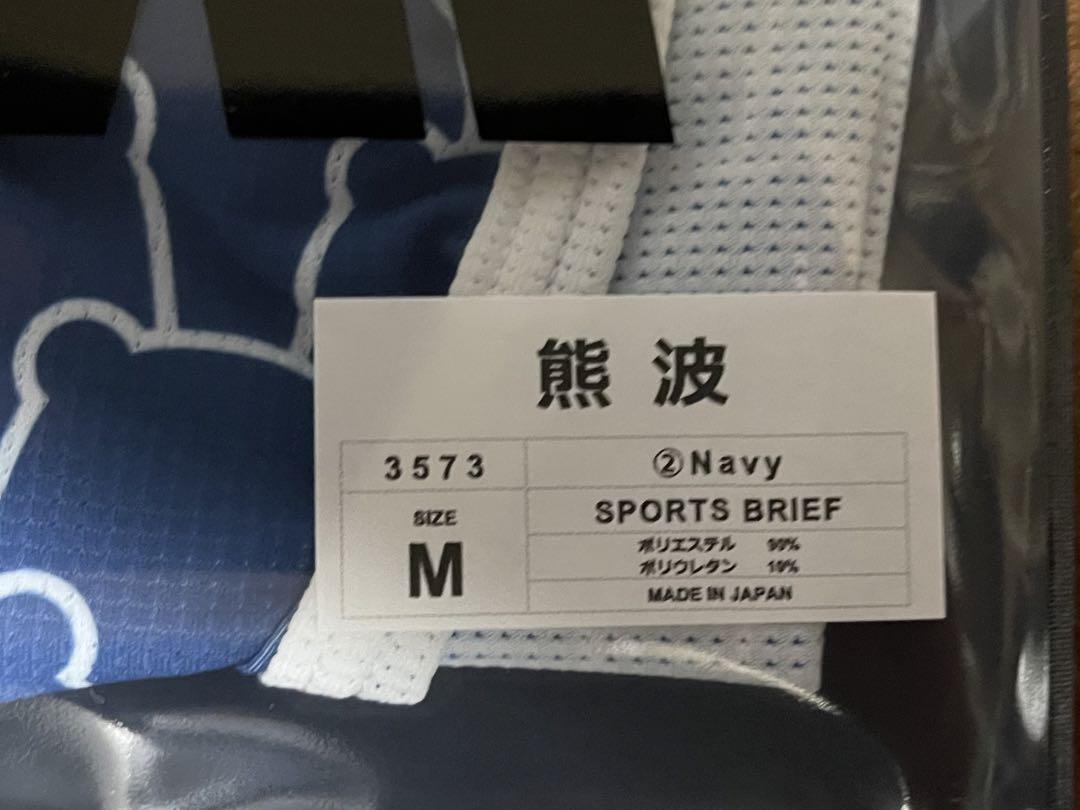 熊波
3573
②Navy
SIZE
M
SPORTS BRIEF
ポリエステル 90%
ポリウレタン 10%
MADE IN JAPAN